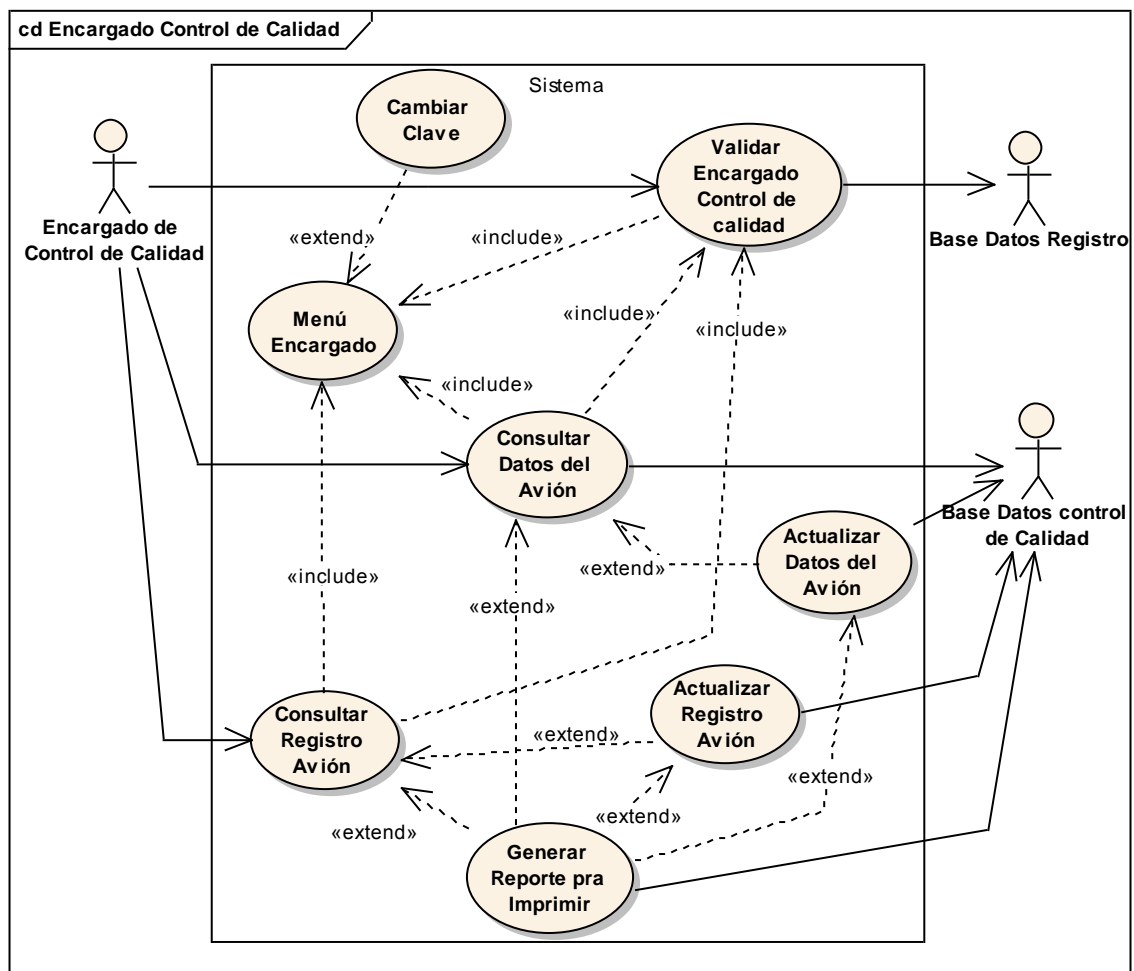 cd Encargado Control de Calidad
Sistema
Cambiar
Clave
Validar
Encargado
Control de
calidad
Encargado de
Control de Calidad
Base Datos Registro
«extend»
«include»
Menú
Encargado
«include»
«include»
«include»
Consultar
Datos del
Avión
Base Datos control
de Calidad
Actualizar
Datos del
Avión
«extend»
«include»
«extend»
Actualizar
Registro
Avión
Consultar
Registro
Avión
«extend»
«extend»
«extend»
«extend»
Generar
Reporte pra
Imprimir